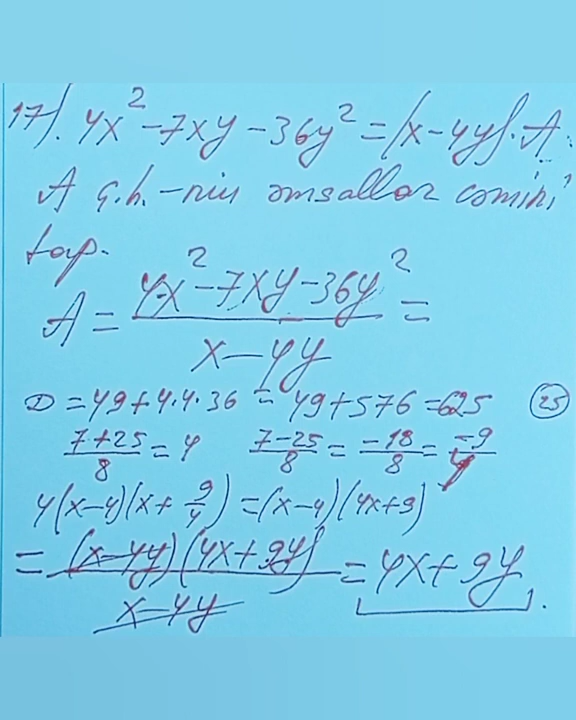 17). 4x² - 7xy - 36y² = (x - 4y) · A.
A ç.h.-nin əmsallar cəmini
tap.
A = (4x² - 7xy - 36y²)/(x - 4y) =
D = 49 + 4·4·36 = 49 + 576 = 625 (25)
(7+25)/8 = 4 (7-25)/8 = -18/8 = -9/4
4(x-4)(x + 9/4) = (x-4)(4x+9)
= (x-4y)(4x+9y)/(x-4y) = 4x + 9y.